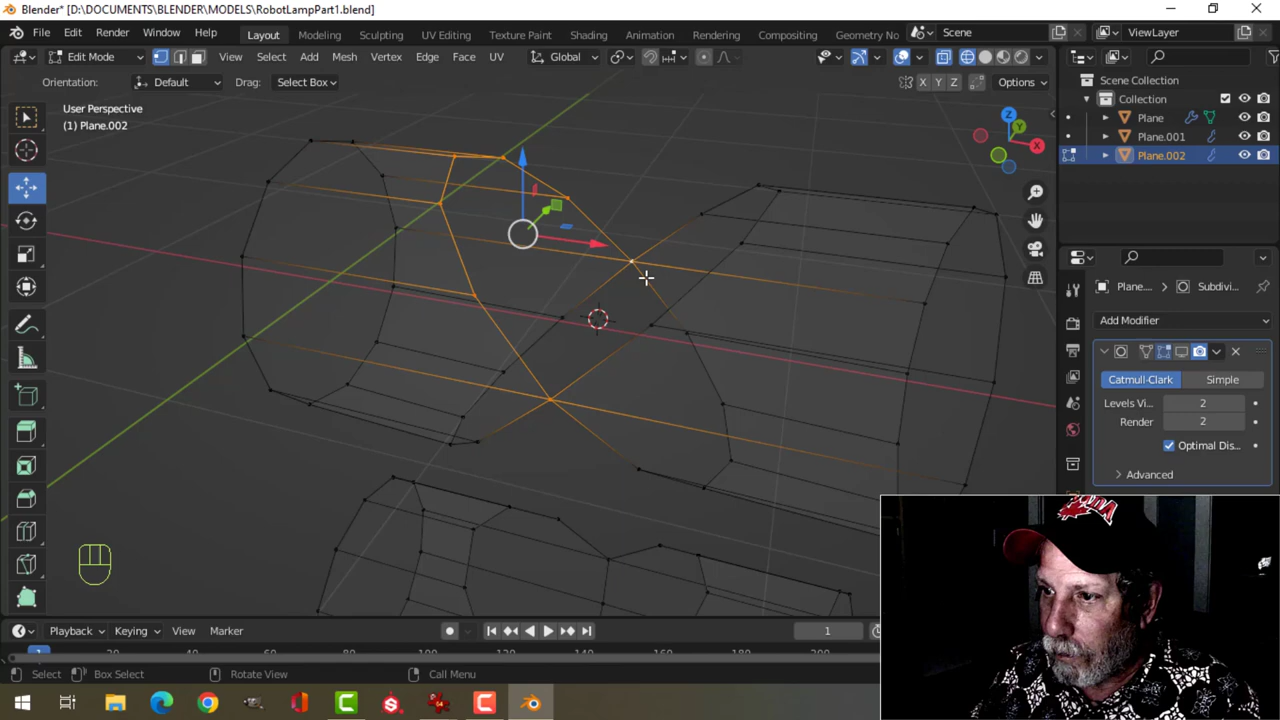 Blender* [D:\DOCUMENTS\BLENDER\MODELS\RobotLampPart1.blend]
File Edit Render Window Help Layout Modeling Sculpting UV Editing Texture Paint Shading Animation Rendering Compositing Geometry No Scene ViewLayer
Edit Mode View Select Add Mesh Vertex Edge Face UV Global
Orientation: Default Drag: Select Box X Y Z Options
Scene Collection
Collection
Plane
Plane.001
Plane.002
User Perspective
(1) Plane.002
Z Y X
Plane... Subdivi...
Add Modifier
Catmull-Clark Simple
Levels Vi... 2
Render 2
Optimal Dis...
Advanced
Playback Keying View Marker 1
Select Box Select Rotate View Call Menu